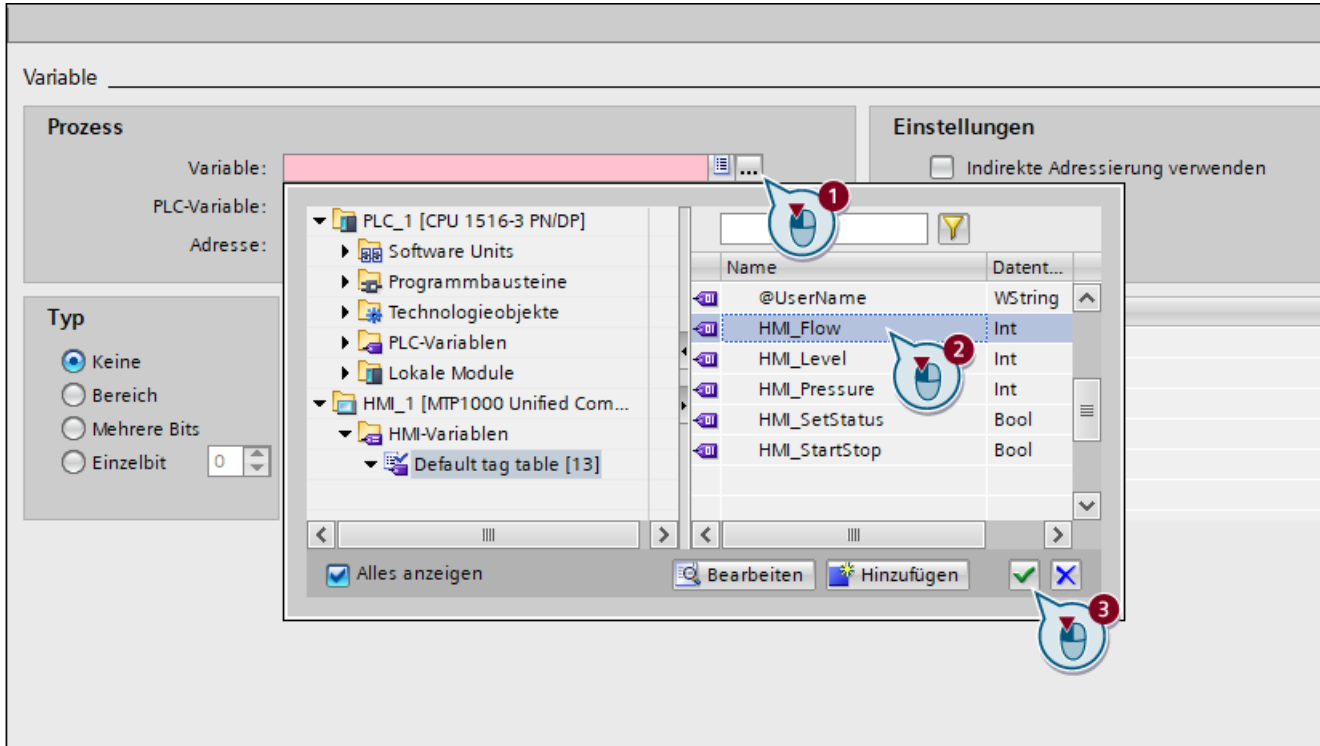 Variable
Prozess
Variable:
...
PLC-Variable:
Adresse:
Einstellungen
Indirekte Adressierung verwenden
Typ
Keine
Bereich
Mehrere Bits
Einzelbit
0
PLC_1 [CPU 1516-3 PN/DP]
Software Units
Programmbausteine
Technologieobjekte
PLC-Variablen
Lokale Module
HMI_1 [MTP1000 Unified Com...
HMI-Variablen
Default tag table [13]
Name Datent...
@UserName WString
HMI_Flow Int
HMI_Level Int
HMI_Pressure Int
HMI_SetStatus Bool
HMI_StartStop Bool
Alles anzeigen
Bearbeiten
Hinzufügen
1
2
3